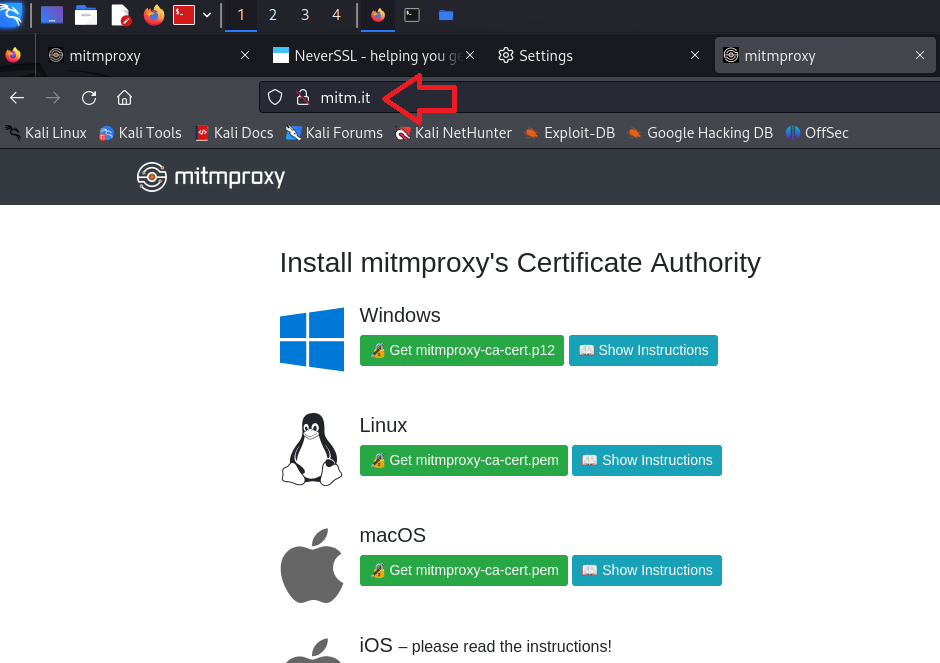 1 2 3 4
mitmproxy NeverSSL - helping you ge Settings mitmproxy
mitm.it
Kali Linux Kali Tools Kali Docs Kali Forums Kali NetHunter Exploit-DB Google Hacking DB OffSec
mitmproxy
Install mitmproxy's Certificate Authority
Windows
Get mitmproxy-ca-cert.p12 Show Instructions
Linux
Get mitmproxy-ca-cert.pem Show Instructions
macOS
Get mitmproxy-ca-cert.pem Show Instructions
iOS – please read the instructions!